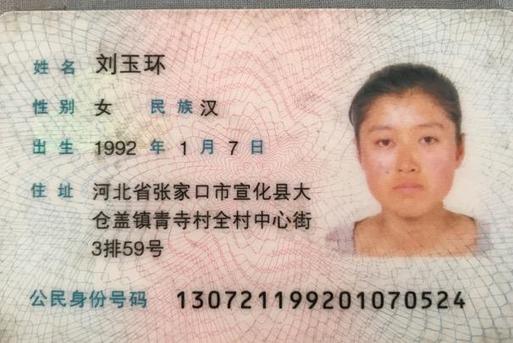 姓名 刘玉环
性别 女 民族 汉
出生 1992 年 1 月 7 日
住址 河北省张家口市宣化县大
仓盖镇青寺村全村中心街
3排59号
公民身份号码 130721199201070524